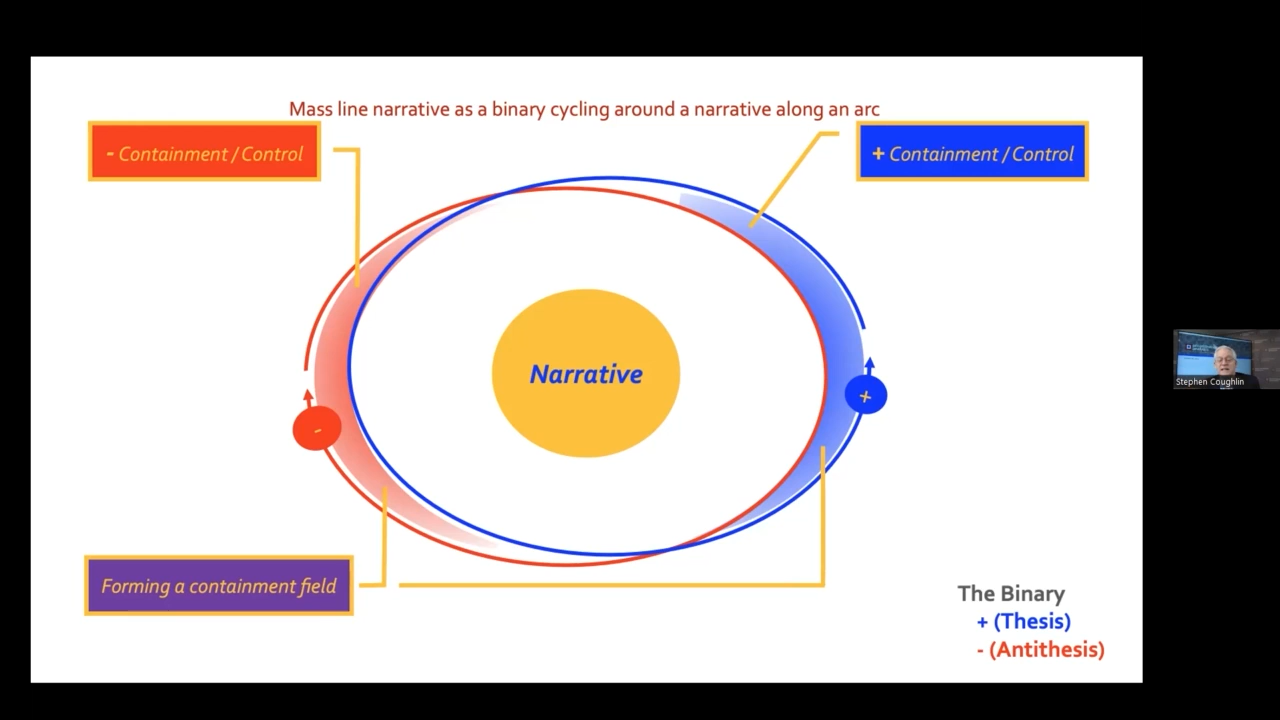 Mass line narrative as a binary cycling around a narrative along an arc
- Containment / Control
+ Containment / Control
Narrative
-
+
Forming a containment field
The Binary
+ (Thesis)
- (Antithesis)
Stephen Coughlin